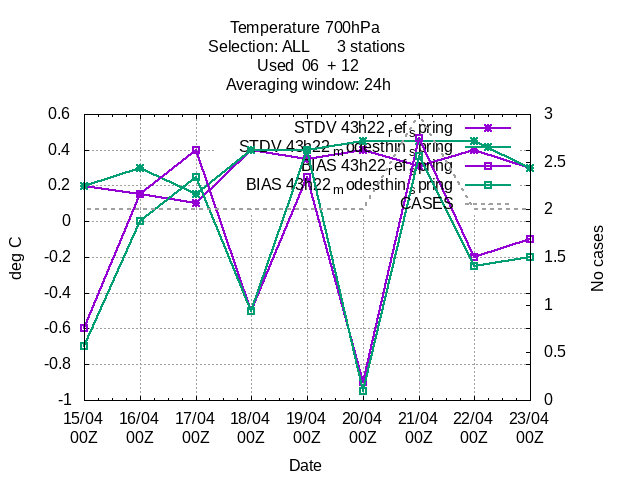 Temperature 700hPa
Selection: ALL 3 stations
Used 06 + 12
Averaging window: 24h
STDV 43h22_ref_spring
STDV 43h22_modesthin_spring
BIAS 43h22_ref_spring
BIAS 43h22_modesthin_spring
CASES
0.6
0.4
0.2
0
-0.2
-0.4
-0.6
-0.8
-1
deg C
3
2.5
2
1.5
1
0.5
0
No cases
15/04 16/04 17/04 18/04 19/04 20/04 21/04 22/04 23/04
00Z 00Z 00Z 00Z 00Z 00Z 00Z 00Z 00Z
Date